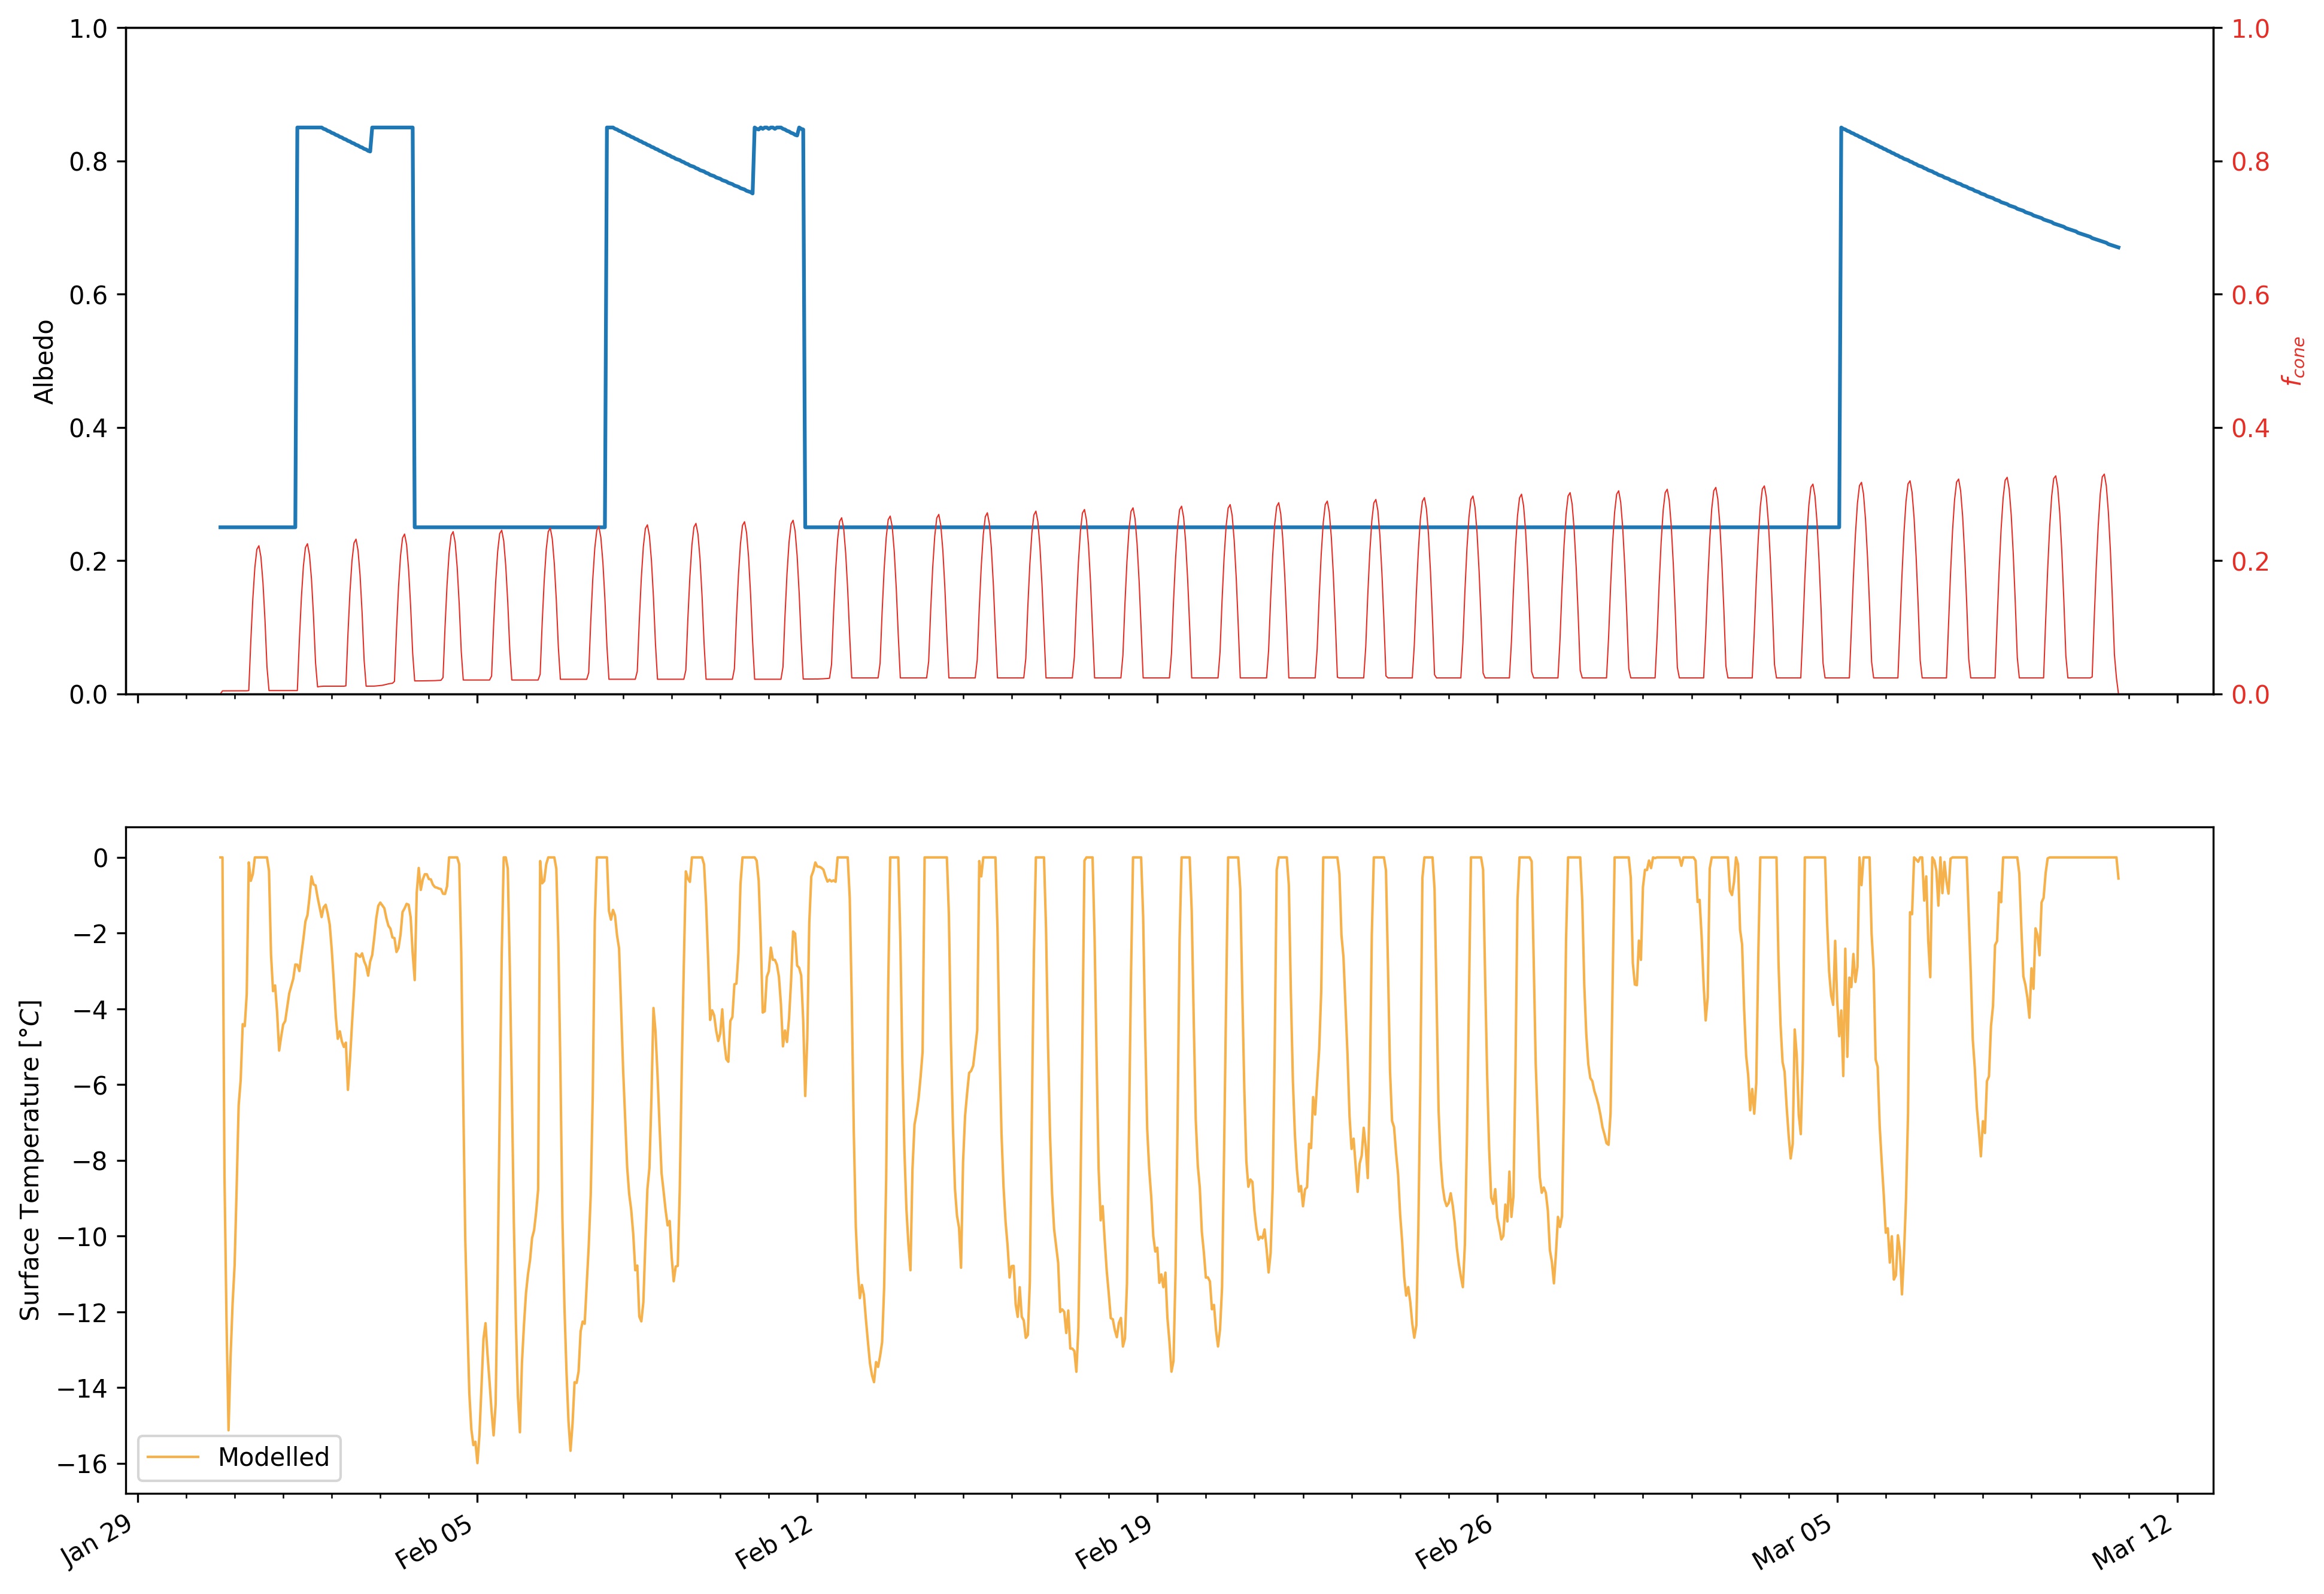 1.0
0.8
0.6
0.4
0.2
0.0
Albedo
1.0
0.8
0.6
0.4
0.2
0.0
f_cone
0
−2
−4
−6
−8
−10
−12
−14
−16
Surface Temperature [°C]
Modelled
Jan 29
Feb 05
Feb 12
Feb 19
Feb 26
Mar 05
Mar 12